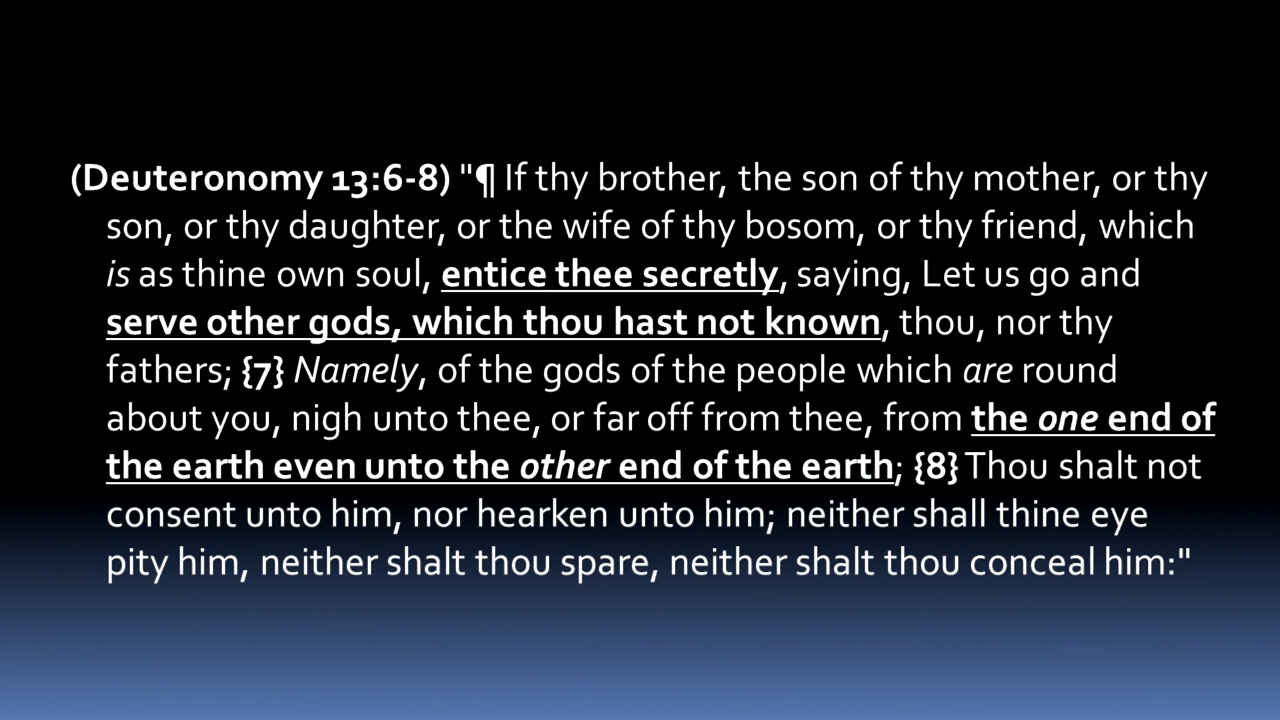 (Deuteronomy 13:6-8) "¶ If thy brother, the son of thy mother, or thy
son, or thy daughter, or the wife of thy bosom, or thy friend, which
is as thine own soul, entice thee secretly, saying, Let us go and
serve other gods, which thou hast not known, thou, nor thy
fathers; {7} Namely, of the gods of the people which are round
about you, nigh unto thee, or far off from thee, from the one end of
the earth even unto the other end of the earth; {8} Thou shalt not
consent unto him, nor hearken unto him; neither shall thine eye
pity him, neither shalt thou spare, neither shalt thou conceal him:"